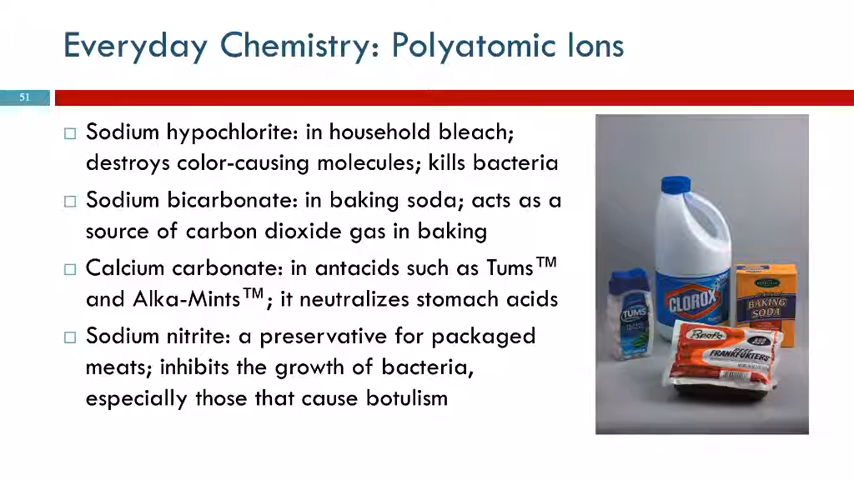 Everyday Chemistry: Polyatomic Ions
51
Sodium hypochlorite: in household bleach;
destroys color-causing molecules; kills bacteria
Sodium bicarbonate: in baking soda; acts as a
source of carbon dioxide gas in baking
Calcium carbonate: in antacids such as Tums™
and Alka-Mints™; it neutralizes stomach acids
Sodium nitrite: a preservative for packaged
meats; inhibits the growth of bacteria,
especially those that cause botulism
CLOROX
TUMS
BAKING
SODA
BEEF
FRANKFURTERS